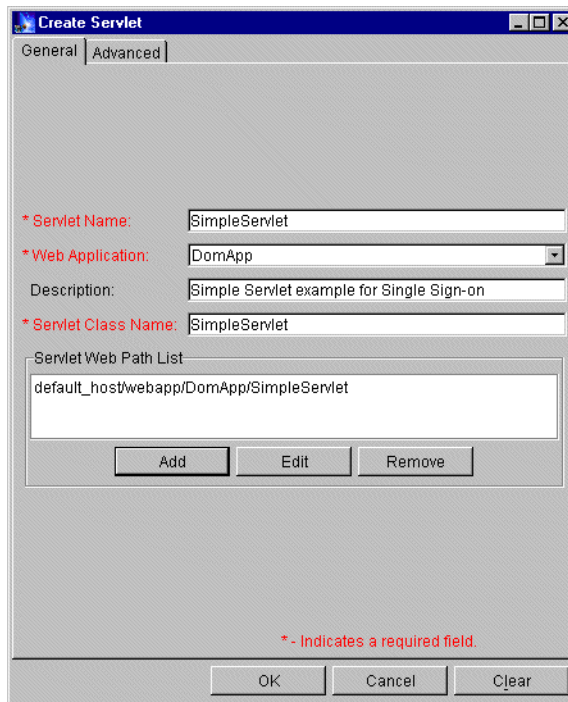 Create Servlet
General Advanced
* Servlet Name: SimpleServlet
* Web Application: DomApp
Description: Simple Servlet example for Single Sign-on
* Servlet Class Name: SimpleServlet
Servlet Web Path List
default_host/webapp/DomApp/SimpleServlet
Add Edit Remove
* - Indicates a required field.
OK Cancel Clear